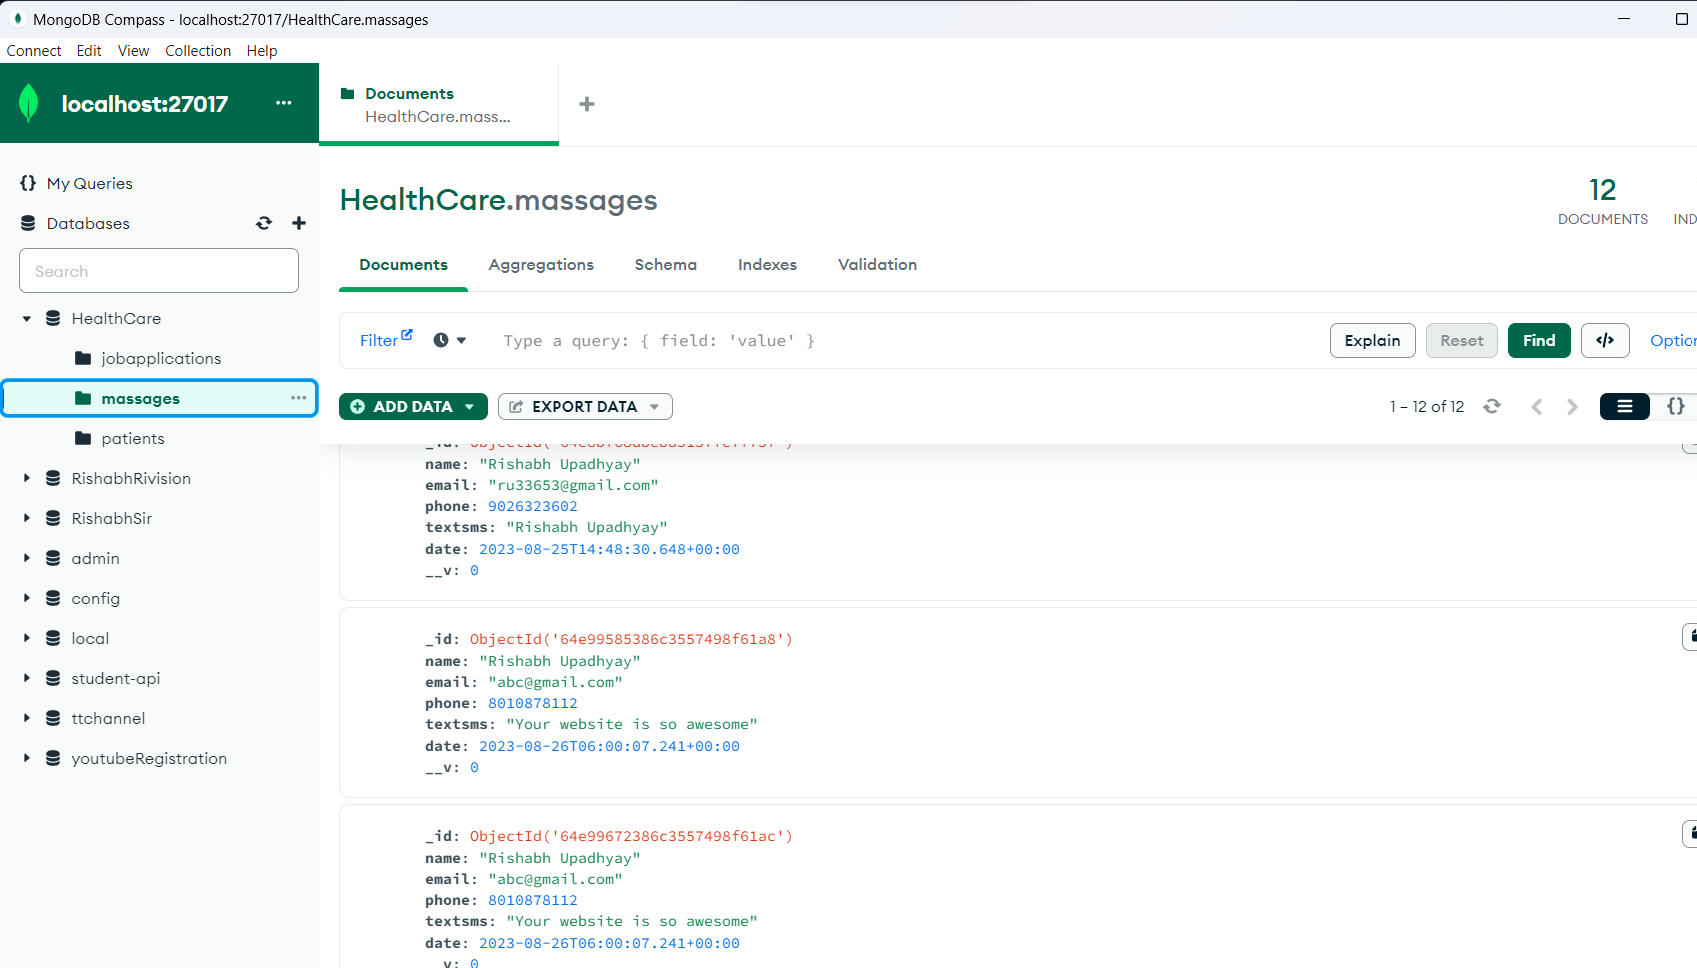 MongoDB Compass - localhost:27017/HealthCare.massages
Connect Edit View Collection Help
localhost:27017
Documents
HealthCare.mass...
My Queries
Databases
Search
HealthCare
jobapplications
massages
patients
RishabhRivision
RishabhSir
admin
config
local
student-api
ttchannel
youtubeRegistration
HealthCare.massages
12
DOCUMENTS
IND
Documents Aggregations Schema Indexes Validation
Filter Type a query: { field: 'value' } Explain Reset Find </> Option
ADD DATA EXPORT DATA 1 – 12 of 12 {}
name: "Rishabh Upadhyay"
email: "ru33653@gmail.com"
phone: 9026323602
textsms: "Rishabh Upadhyay"
date: 2023-08-25T14:48:30.648+00:00
__v: 0
_id: ObjectId('64e99585386c3557498f61a8')
name: "Rishabh Upadhyay"
email: "abc@gmail.com"
phone: 8010878112
textsms: "Your website is so awesome"
date: 2023-08-26T06:00:07.241+00:00
__v: 0
_id: ObjectId('64e99672386c3557498f61ac')
name: "Rishabh Upadhyay"
email: "abc@gmail.com"
phone: 8010878112
textsms: "Your website is so awesome"
date: 2023-08-26T06:00:07.241+00:00
__v: 0